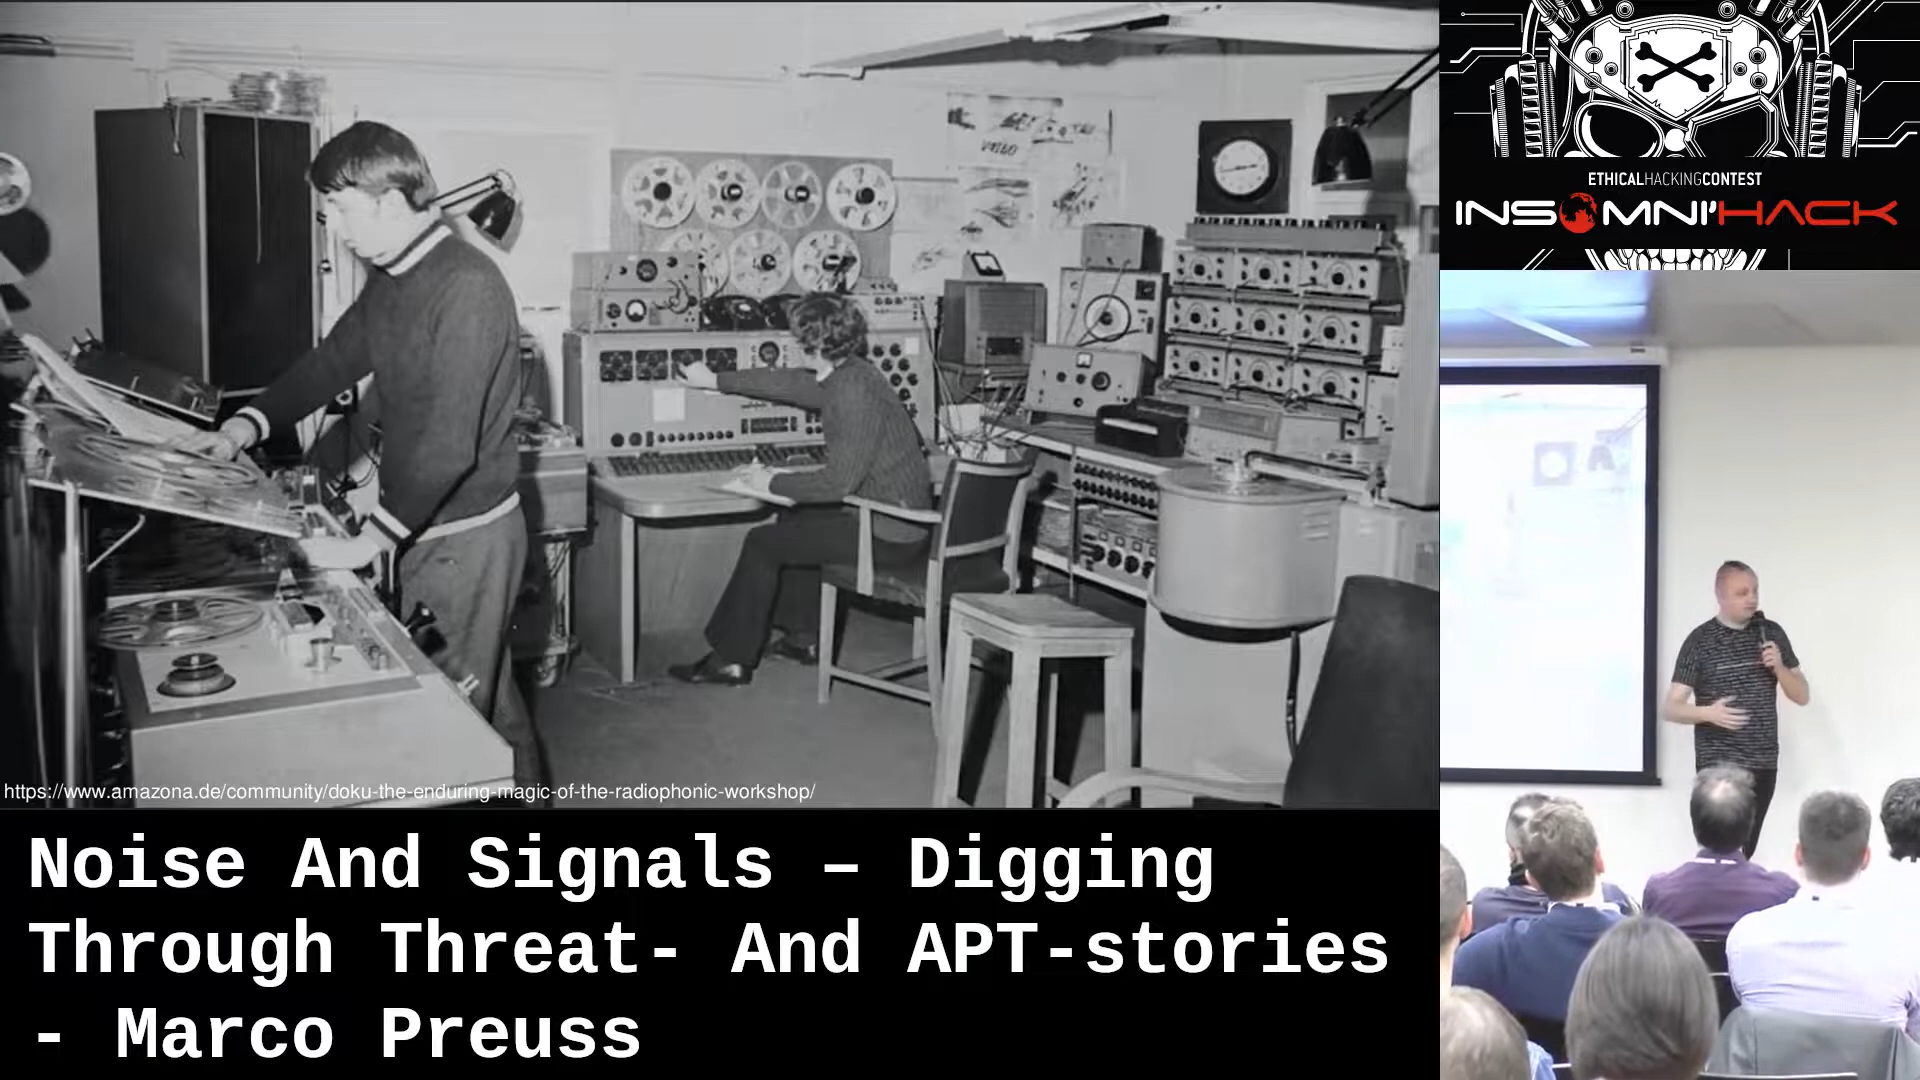 ETHICALHACKINGCONTEST
INSOMNI'HACK
https://www.amazona.de/community/doku-the-enduring-magic-of-the-radiophonic-workshop/
Noise And Signals – Digging
Through Threat- And APT-stories
- Marco Preuss